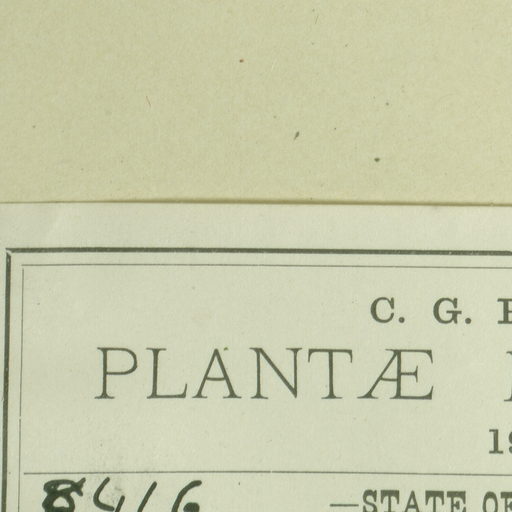 C. G.
PLANTÆ
8416 —STATE OF